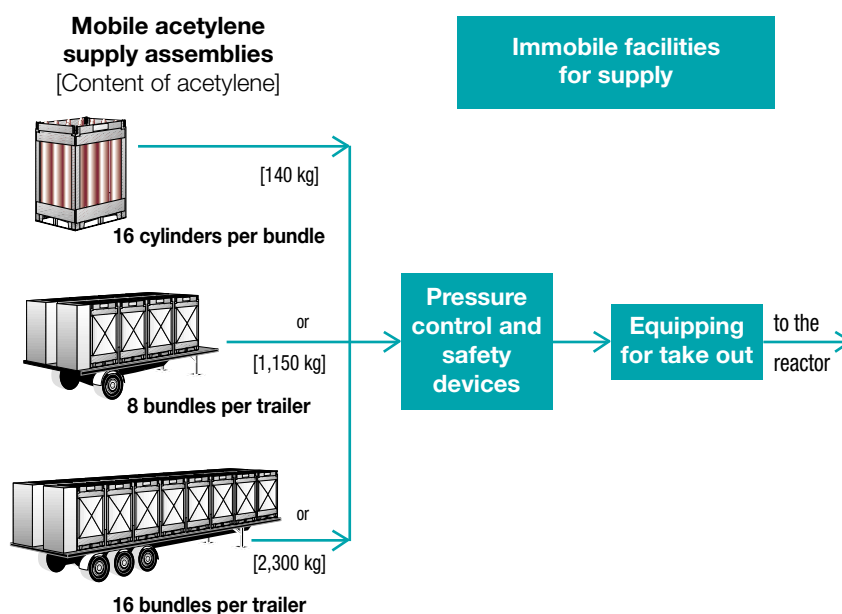 Mobile acetylene
supply assemblies
[Content of acetylene]
Immobile facilities
for supply
[140 kg]
16 cylinders per bundle
or
[1,150 kg]
8 bundles per trailer
Pressure
control and
safety
devices
Equipping
for take out
to the
reactor
or
[2,300 kg]
16 bundles per trailer